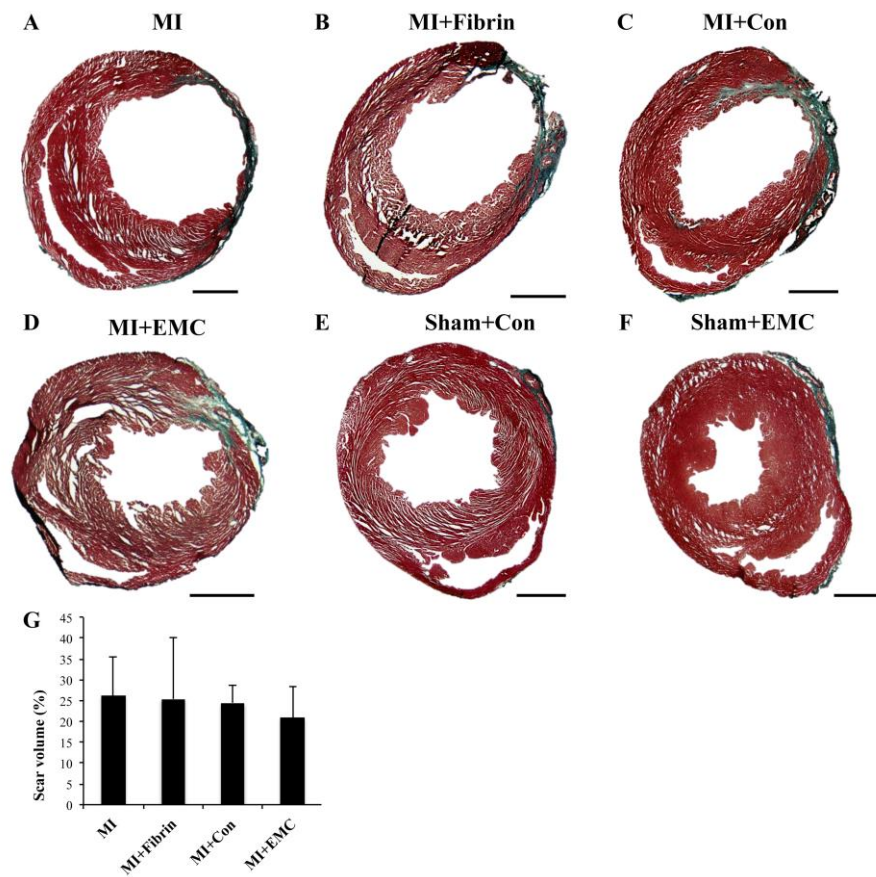 A MI
B MI+Fibrin
C MI+Con
D MI+EMC
E Sham+Con
F Sham+EMC
G
Scar volume (%)
45
40
35
30
25
20
15
10
5
0
MI
MI+Fibrin
MI+Con
MI+EMC